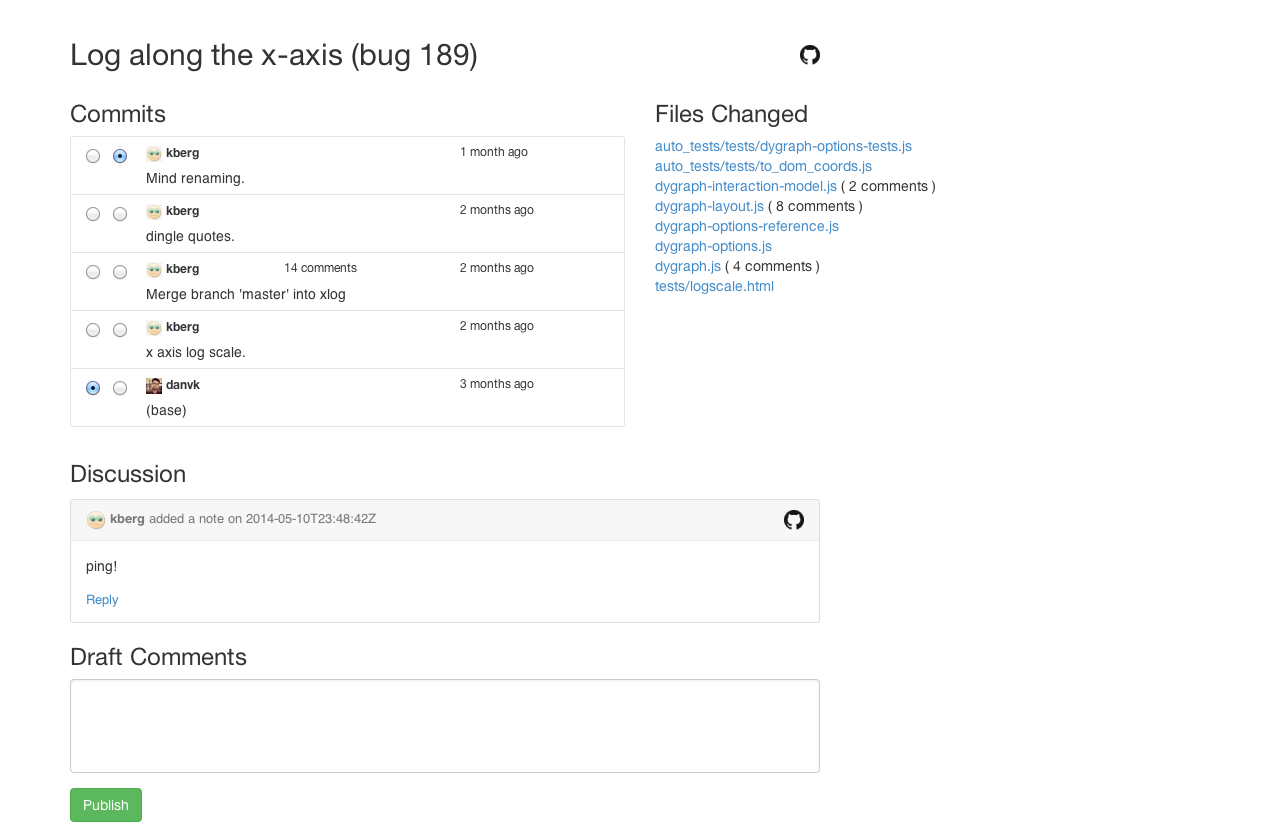 Log along the x-axis (bug 189)
Commits
kberg 1 month ago
Mind renaming.
kberg 2 months ago
dingle quotes.
kberg 14 comments 2 months ago
Merge branch 'master' into xlog
kberg 2 months ago
x axis log scale.
danvk 3 months ago
(base)
Files Changed
auto_tests/tests/dygraph-options-tests.js
auto_tests/tests/to_dom_coords.js
dygraph-interaction-model.js ( 2 comments )
dygraph-layout.js ( 8 comments )
dygraph-options-reference.js
dygraph-options.js
dygraph.js ( 4 comments )
tests/logscale.html
Discussion
kberg added a note on 2014-05-10T23:48:42Z
ping!
Reply
Draft Comments
Publish